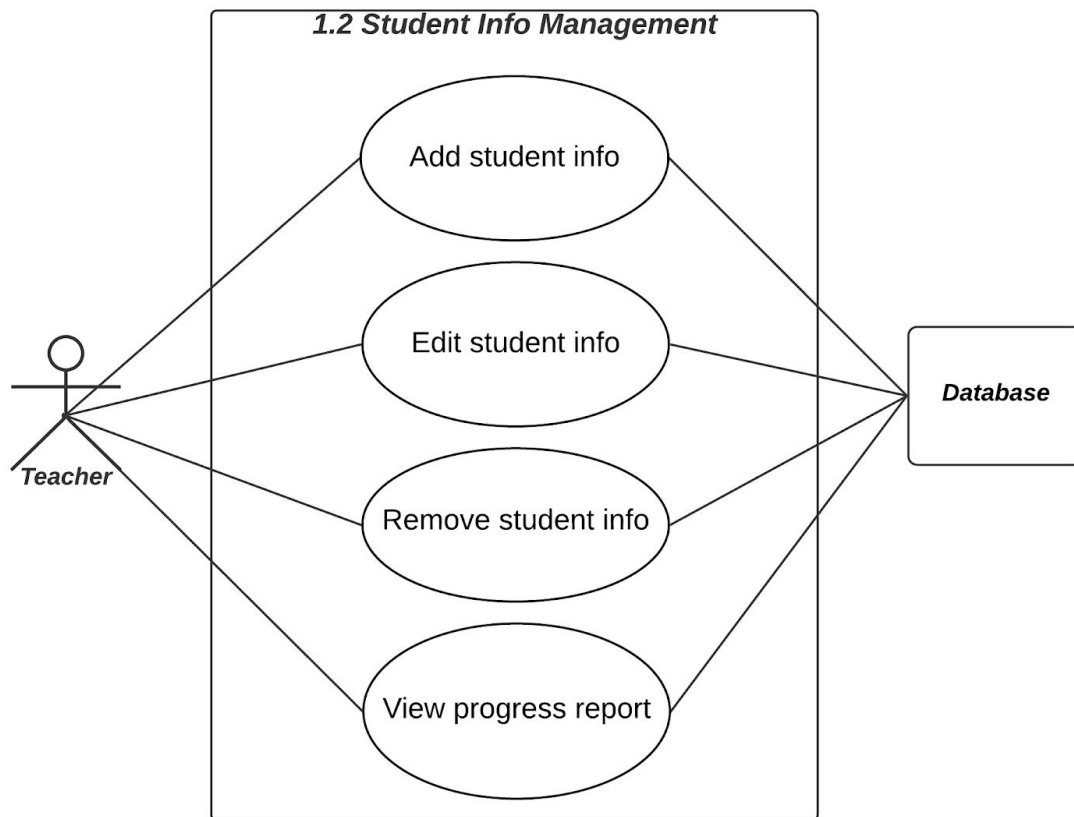 1.2 Student Info Management
Add student info
Edit student info
Database
Teacher
Remove student info
View progress report